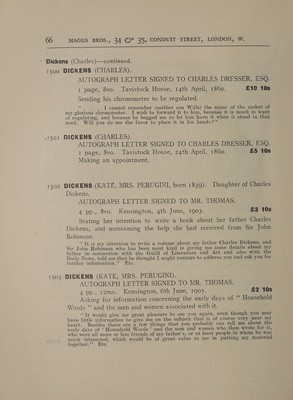 66 MAGGS BROS., 34 & 35, CONDUIT STREET, LONDON, W.
Dickens (Charles)—continued.
1500 DICKENS (CHARLES).
AUTOGRAPH LETTER SIGNED TO CHARLES DRESSER, ESQ.
1 page, 8vo. Tavistock House, 14th April, 1860. £10 10s
Sending his chronometer to be regulated.
". . . I cannot remember (neither can Wills) the name of the maker of
my glorious chronometer. I wish to forward it to him, because it is much in want
of regulating, and because he begged me to let him have it when it stood in that
need. Will you do me the favor to place it in his hands?"
1501 DICKENS (CHARLES).
AUTOGRAPH LETTER SIGNED TO CHARLES DRESSER, ESQ.
1 page, 8vo. Tavistock House, 24th April, 1860. £5 10s
Making an appointment.
1502 DICKENS (KATE, MRS. PERUGINI, born 1839). Daughter of Charles
Dickens.
AUTOGRAPH LETTER SIGNED TO MR. THOMAS.
4 pp., 8vo. Kensington, 4th June, 1903. £3 10s
Stating her intention to write a book about her father Charles
Dickens, and mentioning the help she had received from Sir John
Robinson.
"It is my intention to write a volume about my father Charles Dickens, and
Sir John Robinson who has been most kind in giving me some details about my
father in connection with the Guild of Literature and Art and also with the
Daily News, told me that he thought I might venture to address you and ask you for
further information." Etc.
1503 DICKENS (KATE, MRS. PERUGINI).
AUTOGRAPH LETTER SIGNED TO MR. THOMAS.
4 pp., 12mo. Kensington, 6th June, 1903. £2 10s
Asking for information concerning the early days of "Household
Words" and the men and women associated with it.
"It would give me great pleasure to see you again, even though you may
have little information to give me on the subject that is of course very near my
heart. Besides there are a few things that you probably can tell me about the
early days of 'Household Words' and the men and women who then wrote for it,
who were all more or less friends of my father's, or at least people in whom he was
much interested, which would be of great value to me in putting my material
together." Etc.